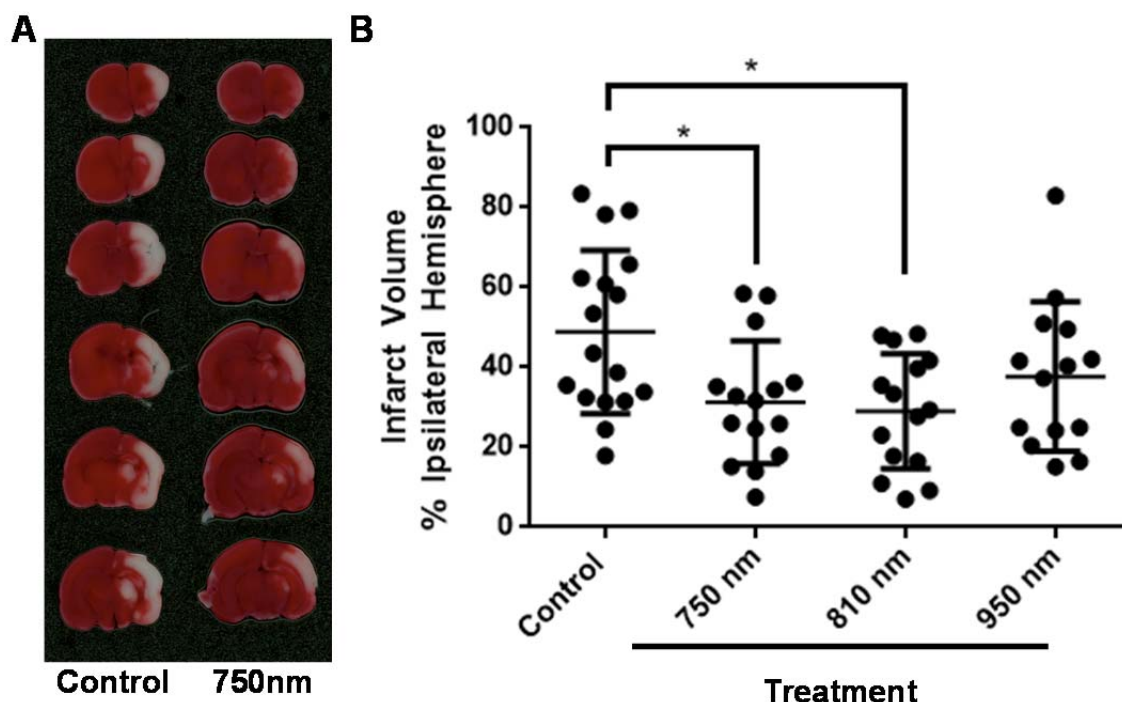 A
B
Control 750nm
Infarct Volume
% Ipsilateral Hemisphere
100
80
60
40
20
0
*
*
Control
750 nm
810 nm
950 nm
Treatment